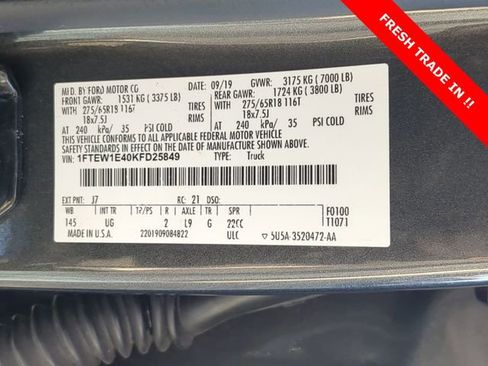 FRESH TRADE IN !!
MFD. BY FORD MOTOR CO. 09/19 GVWR: 3175 KG ( 7000 LB)
FRONT GAWR: 1531 KG ( 3375 LB) REAR GAWR: 1724 KG ( 3800 LB)
275/65R18 116T TIRES 275/65R18 116T TIRES
18x7.5J RIMS 18x7.5J RIMS
AT 240 kPa/ 35 PSI COLD AT 240 kPa/ 35 PSI COLD
THIS VEHICLE CONFORMS TO ALL APPLICABLE FEDERAL MOTOR VEHICLE
SAFETY STANDARDS IN EFFECT ON THE DATE OF MANUFACTURE SHOWN ABOVE.
VIN: 1FTEW1E40KFD25849 TYPE: Truck
EXT PNT: J7 RC: 21 DSO:
WB INT TR TP/PS R AXLE TR SPR F0100
145 UG 2 L9 G 22CC T1071
MADE IN U.S.A. 2201909084822 ULC 5U5A-3520472-AA